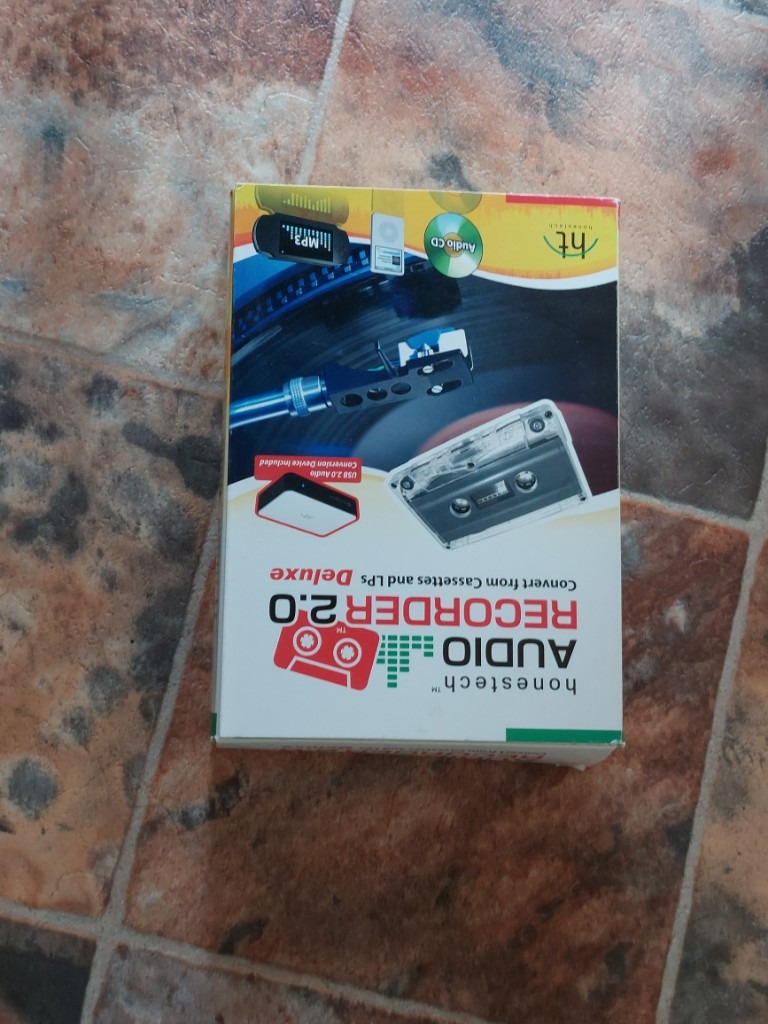 honestech™
AUDIO
RECORDER 2.0
™
Convert from Cassettes and LPs Deluxe
USB 2.0 Audio
Conversion Device Included
ht
honestech
Audio CD
MP3